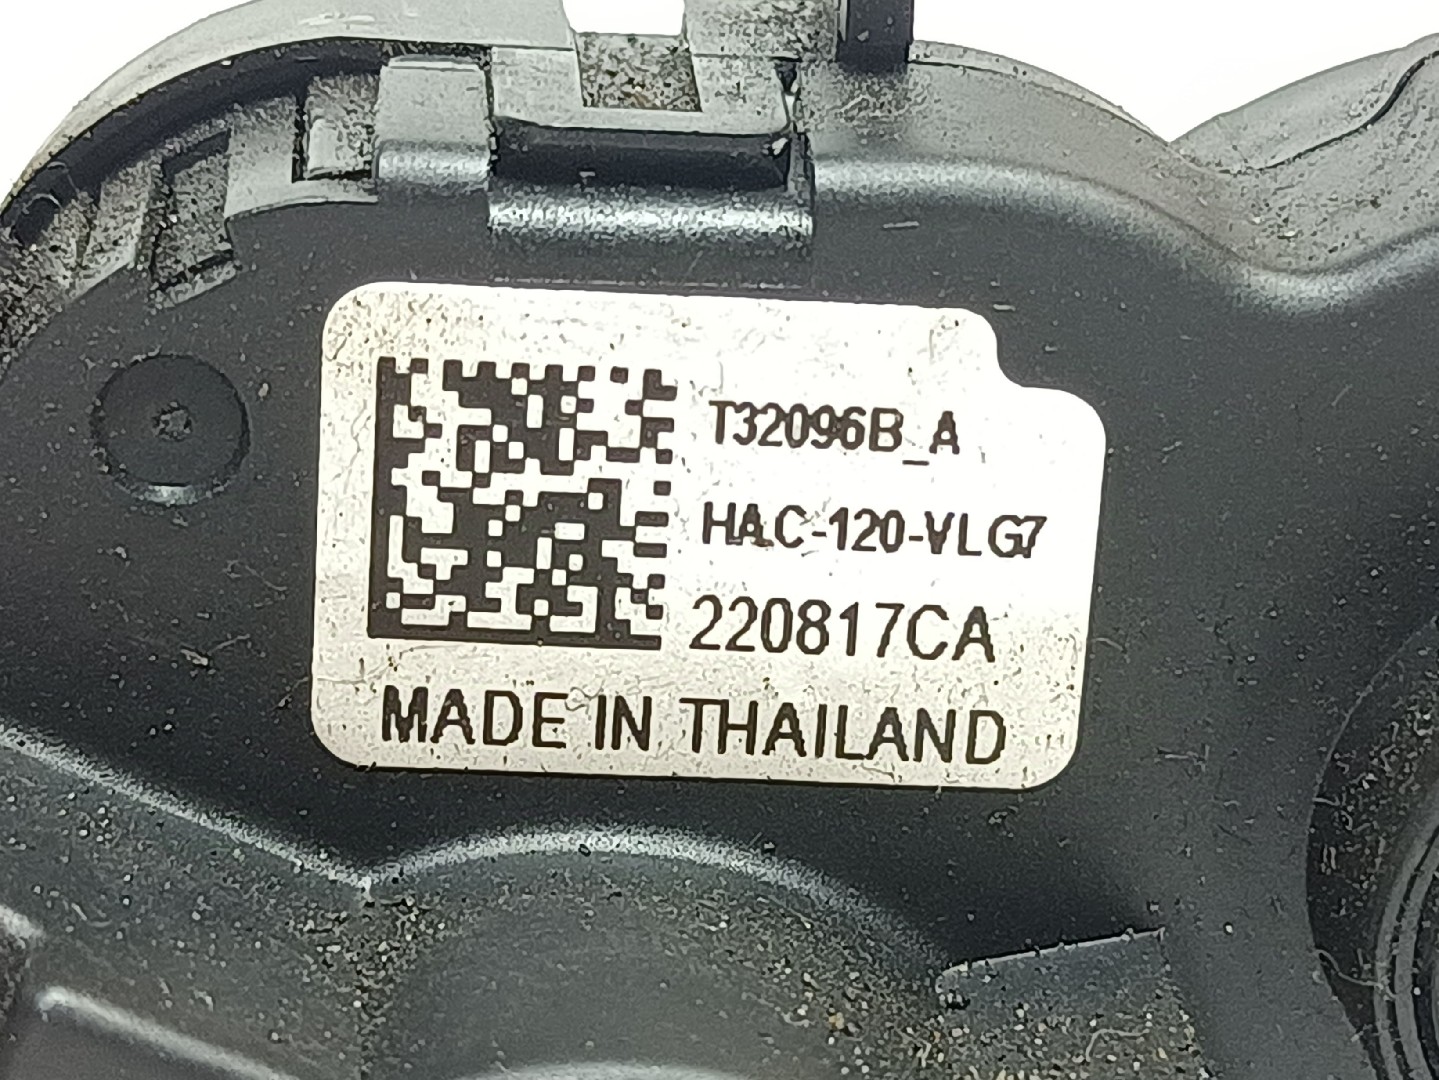 T32096B_A
HAC-120-VLG7
220817CA
MADE IN THAILAND